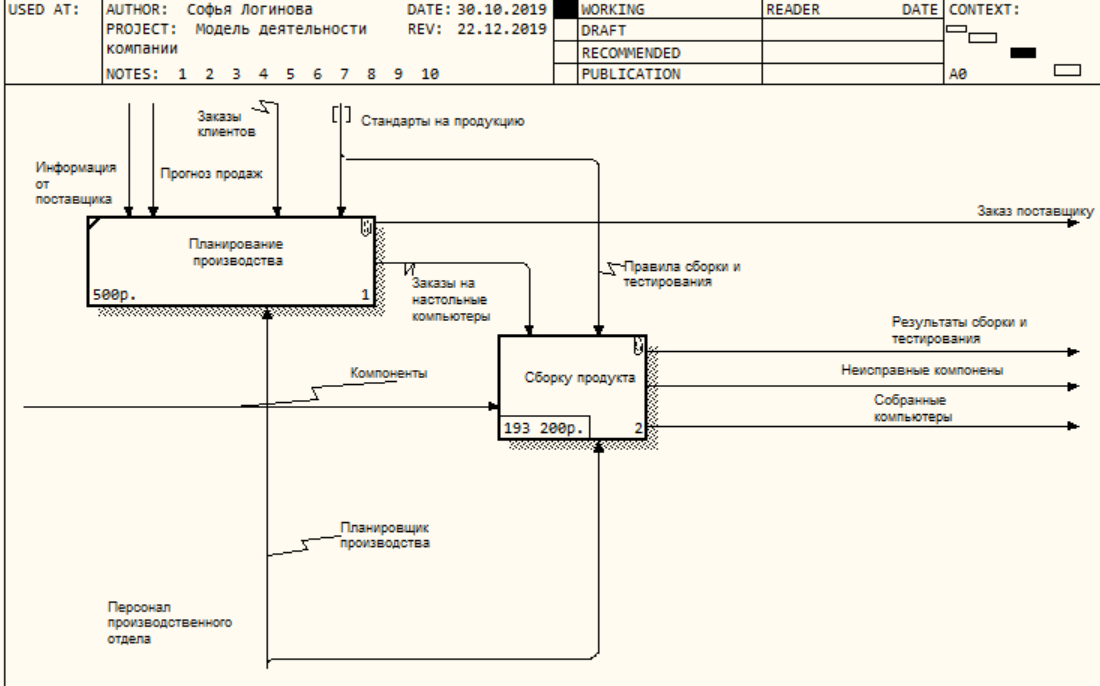 USED AT:
AUTHOR: Софья Логинова
DATE: 30.10.2019
PROJECT: Модель деятельности
компании
REV: 22.12.2019
NOTES: 1 2 3 4 5 6 7 8 9 10
WORKING
DRAFT
RECOMMENDED
PUBLICATION
READER
DATE
CONTEXT:
A0
Заказы
клиентов
Стандарты на продукцию
Информация
от
поставщика
Прогноз продаж
Заказ поставщику
Планирование
производства
500р.
1
Заказы на
настольные
компьютеры
Правила сборки и
тестирования
Результаты сборки и
тестирования
Компоненты
Сборку продукта
193 200р.
2
Неисправные компонены
Собранные
компьютеры
Планировщик
производства
Персонал
производственного
отдела